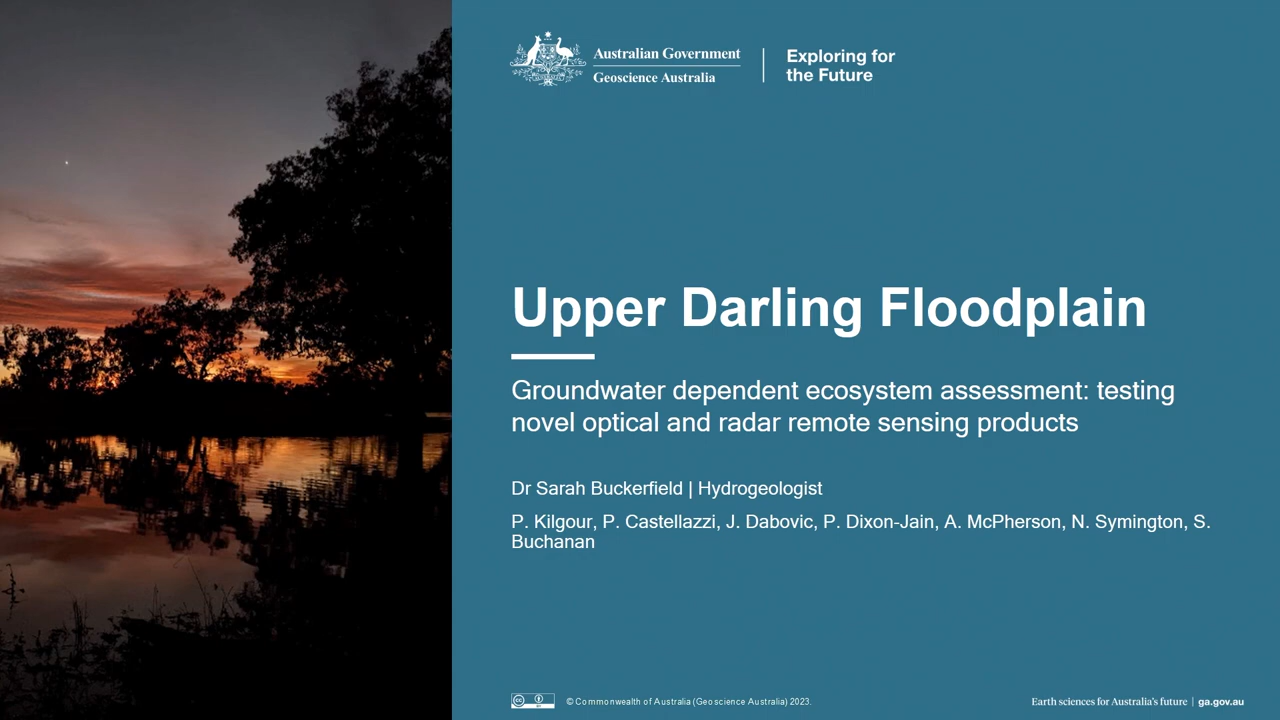 Australian Government
Geoscience Australia
Exploring for
the Future
Upper Darling Floodplain
Groundwater dependent ecosystem assessment: testing
novel optical and radar remote sensing products
Dr Sarah Buckerfield | Hydrogeologist
P. Kilgour, P. Castellazzi, J. Dabovic, P. Dixon-Jain, A. McPherson, N. Symington, S.
Buchanan
© Commonwealth of Australia (Geoscience Australia) 2023.
Earth sciences for Australia's future | ga.gov.au